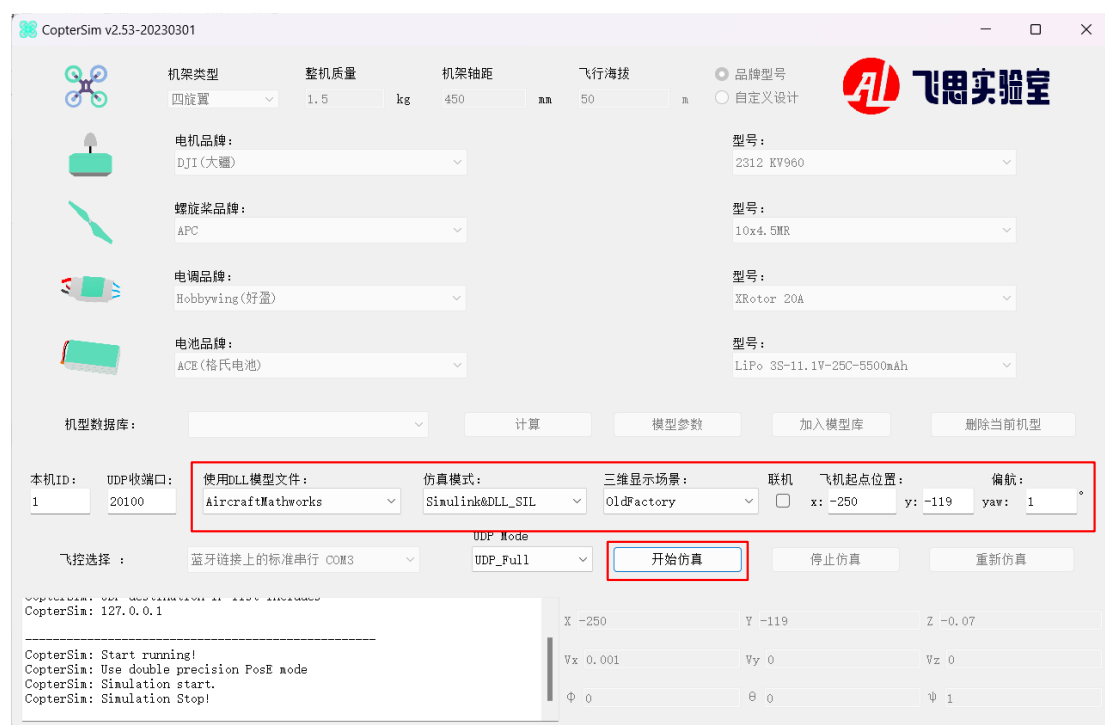 CopterSim v2.53-20230301
机架类型 整机质量 机架轴距 飞行海拔 品牌型号
四旋翼 1.5 kg 450 mm 50 m 自定义设计
飞思实验室
电机品牌： 型号：
DJI(大疆) 2312 KV960
螺旋桨品牌： 型号：
APC 10x4.5MR
电调品牌： 型号：
Hobbywing(好盈) XRotor 20A
电池品牌： 型号：
ACE(格氏电池) LiPo 3S-11.1V-25C-5500mAh
机型数据库： 计算 模型参数 加入模型库 删除当前机型
本机ID： UDP收端口： 使用DLL模型文件： 仿真模式： 三维显示场景： 联机 飞机起点位置： 偏航：
1 20100 AircraftMathworks Simulink&DLL_SIL OldFactory x: -250 y: -119 yaw: 1 °
UDP Mode
飞控选择 ： 蓝牙链接上的标准串行 COM3 UDP_Full 开始仿真 停止仿真 重新仿真
CopterSim: 127.0.0.1
--------------------------------------------------
CopterSim: Start running!
CopterSim: Use double precision PosE mode
CopterSim: Simulation start.
CopterSim: Simulation Stop!
X -250 Y -119 Z -0.07
Vx 0.001 Vy 0 Vz 0
Φ 0 θ 0 ψ 1